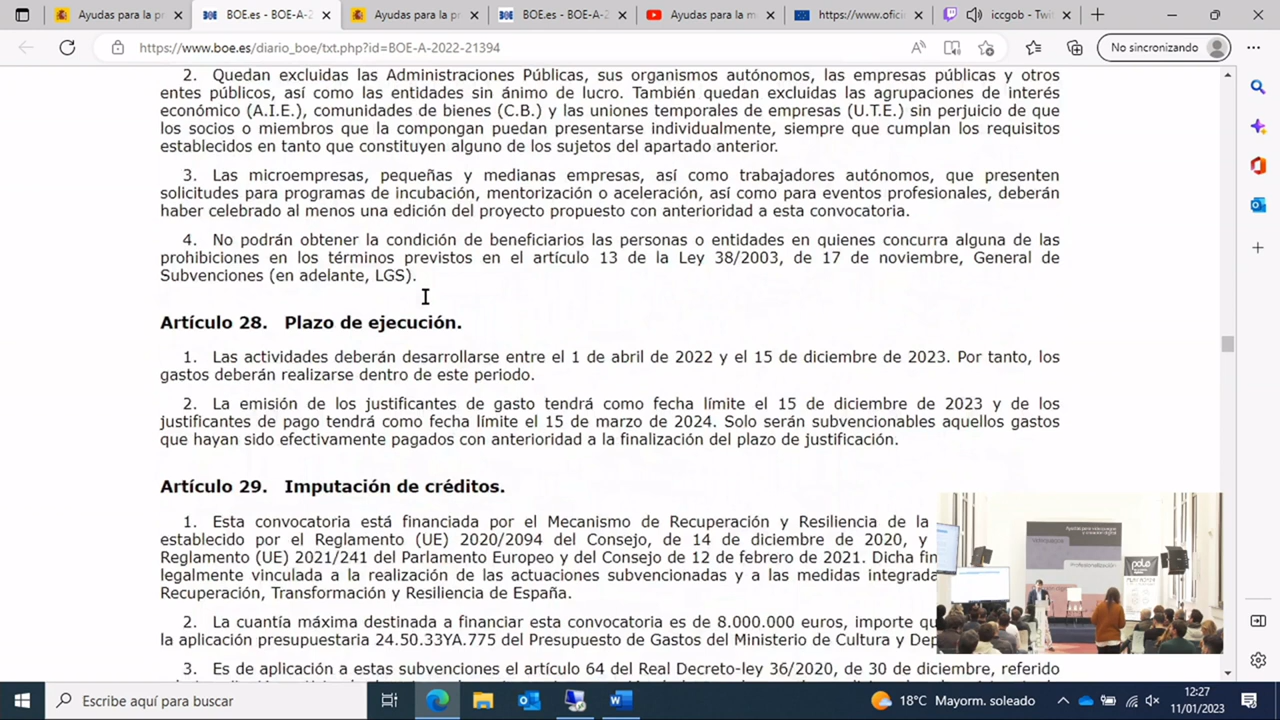 Ayudas para la p
BOE.es - BOE-A-2
Ayudas para la pr
BOE.es - BOE-A-2
Ayudas para la m
https://www.ofici
iccgob - Twi
https://www.boe.es/diario_boe/txt.php?id=BOE-A-2022-21394
No sincronizando
2. Quedan excluidas las Administraciones Públicas, sus organismos autónomos, las empresas públicas y otros
entes públicos, así como las entidades sin ánimo de lucro. También quedan excluidas las agrupaciones de interés
económico (A.I.E.), comunidades de bienes (C.B.) y las uniones temporales de empresas (U.T.E.) sin perjuicio de que
los socios o miembros que la compongan puedan presentarse individualmente, siempre que cumplan los requisitos
establecidos en tanto que constituyen alguno de los sujetos del apartado anterior.
3. Las microempresas, pequeñas y medianas empresas, así como trabajadores autónomos, que presenten
solicitudes para programas de incubación, mentorización o aceleración, así como para eventos profesionales, deberán
haber celebrado al menos una edición del proyecto propuesto con anterioridad a esta convocatoria.
4. No podrán obtener la condición de beneficiarios las personas o entidades en quienes concurra alguna de las
prohibiciones en los términos previstos en el artículo 13 de la Ley 38/2003, de 17 de noviembre, General de
Subvenciones (en adelante, LGS).
Artículo 28. Plazo de ejecución.
1. Las actividades deberán desarrollarse entre el 1 de abril de 2022 y el 15 de diciembre de 2023. Por tanto, los
gastos deberán realizarse dentro de este periodo.
2. La emisión de los justificantes de gasto tendrá como fecha límite el 15 de diciembre de 2023 y de los
justificantes de pago tendrá como fecha límite el 15 de marzo de 2024. Solo serán subvencionables aquellos gastos
que hayan sido efectivamente pagados con anterioridad a la finalización del plazo de justificación.
Artículo 29. Imputación de créditos.
1. Esta convocatoria está financiada por el Mecanismo de Recuperación y Resiliencia de la
establecido por el Reglamento (UE) 2020/2094 del Consejo, de 14 de diciembre de 2020, y
Reglamento (UE) 2021/241 del Parlamento Europeo y del Consejo de 12 de febrero de 2021. Dicha fin
legalmente vinculada a la realización de las actuaciones subvencionadas y a las medidas integrada
Recuperación, Transformación y Resiliencia de España.
2. La cuantía máxima destinada a financiar esta convocatoria es de 8.000.000 euros, importe qu
la aplicación presupuestaria 24.50.33YA.775 del Presupuesto de Gastos del Ministerio de Cultura y Dep
3. Es de aplicación a estas subvenciones el artículo 64 del Real Decreto-ley 36/2020, de 30 de diciembre, referido
polo
Escribe aquí para buscar
18°C Mayorm. soleado
12:27
11/01/2023